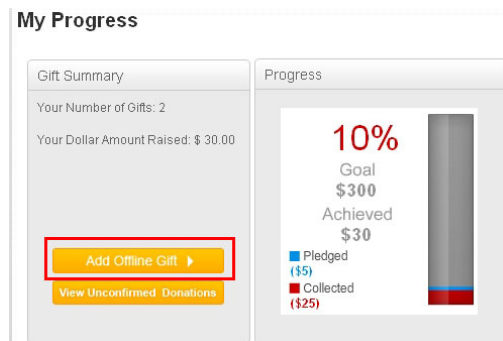 My Progress
Gift Summary
Your Number of Gifts: 2
Your Dollar Amount Raised: $ 30.00
Add Offline Gift
View Unconfirmed Donations
Progress
10%
Goal
$300
Achieved
$30
Pledged
($5)
Collected
($25)